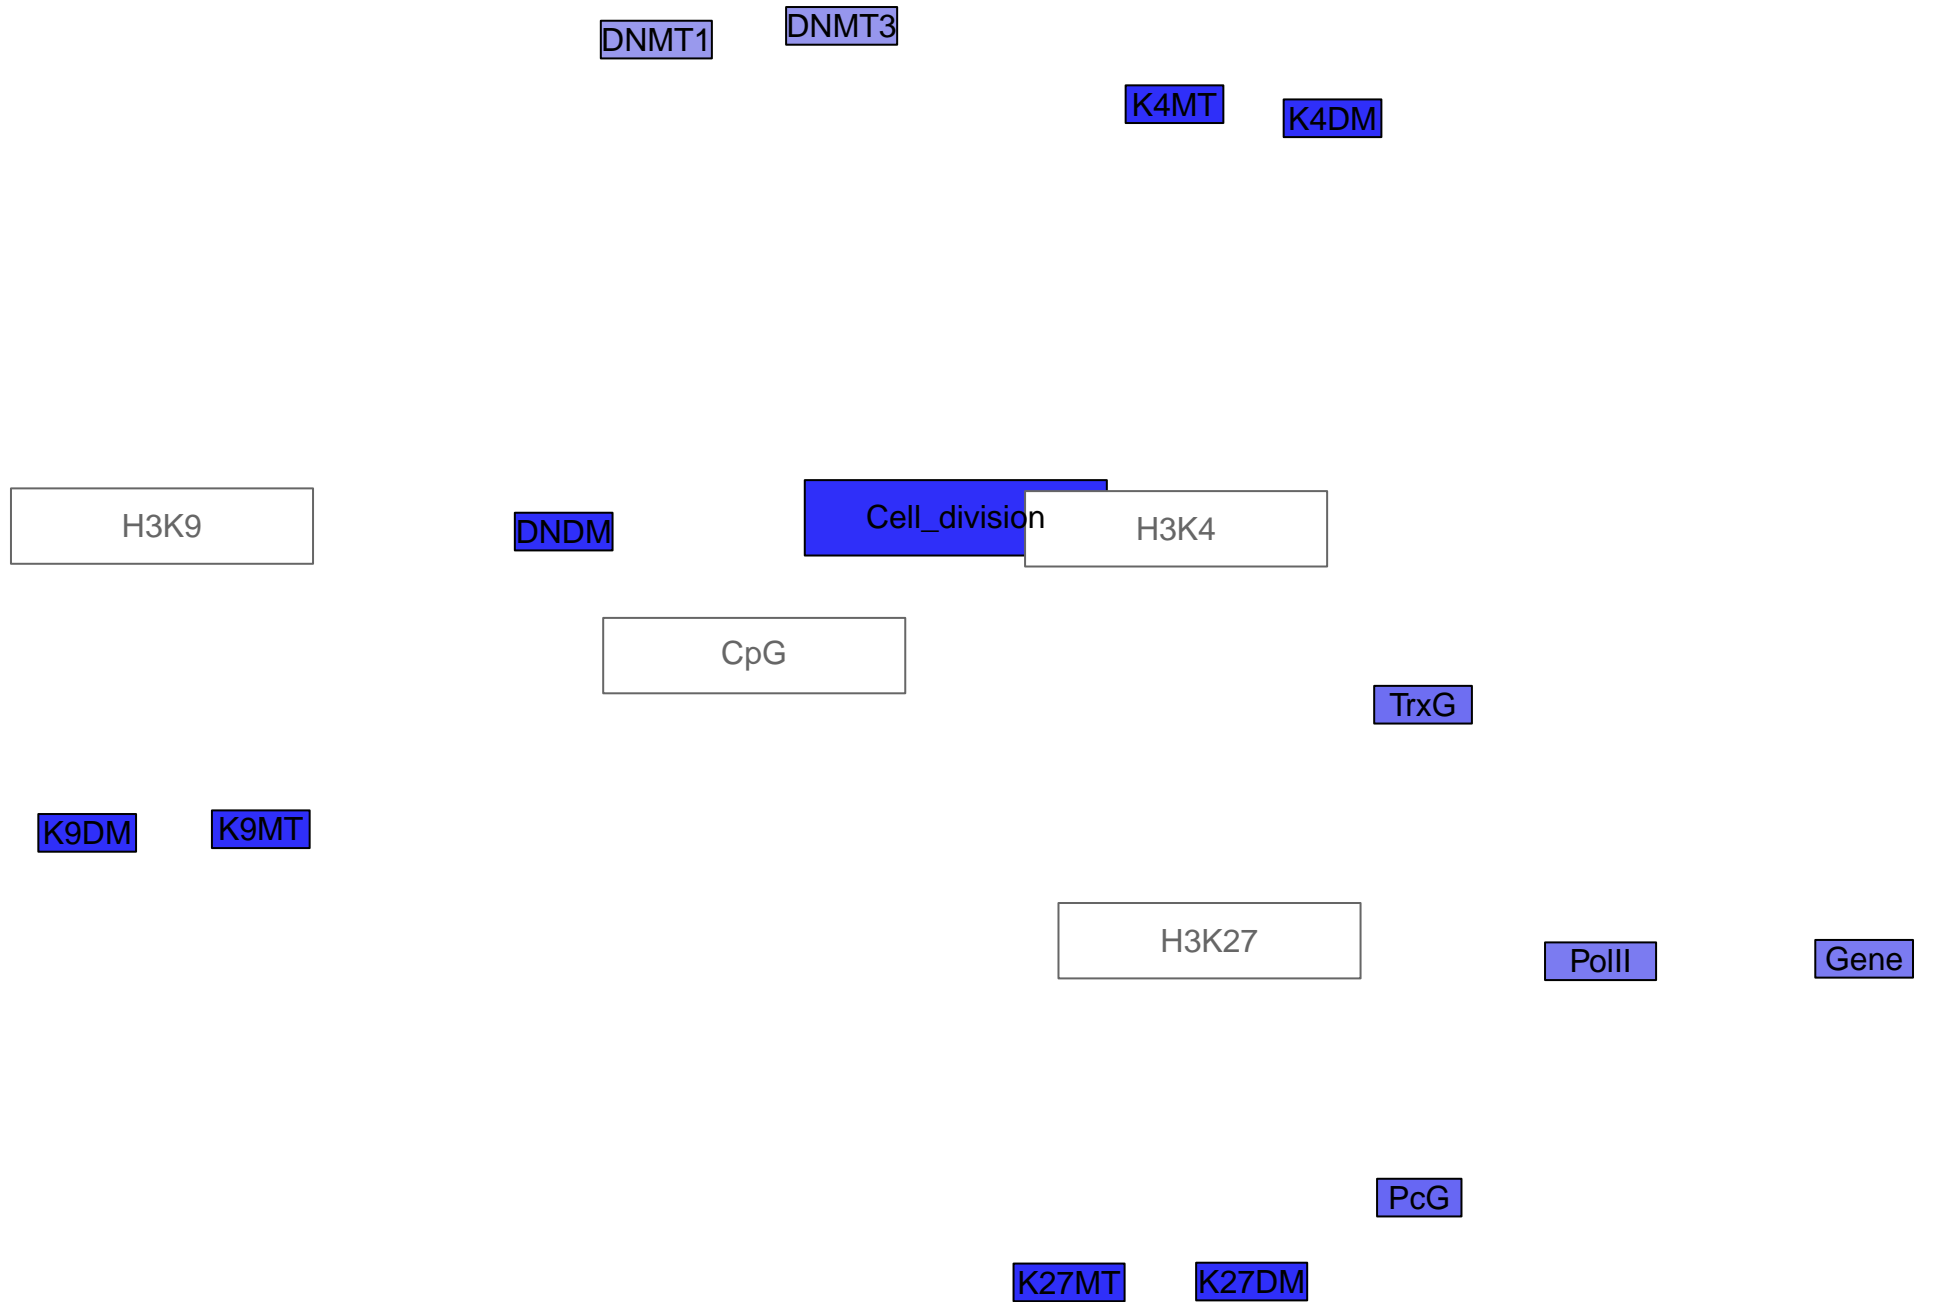 DNMT1
DNMT3
K4MT
K4DM
H3K9
DNDM
Cell_division
H3K4
CpG
TrxG
K9DM
K9MT
H3K27
PolII
Gene
PcG
K27MT
K27DM